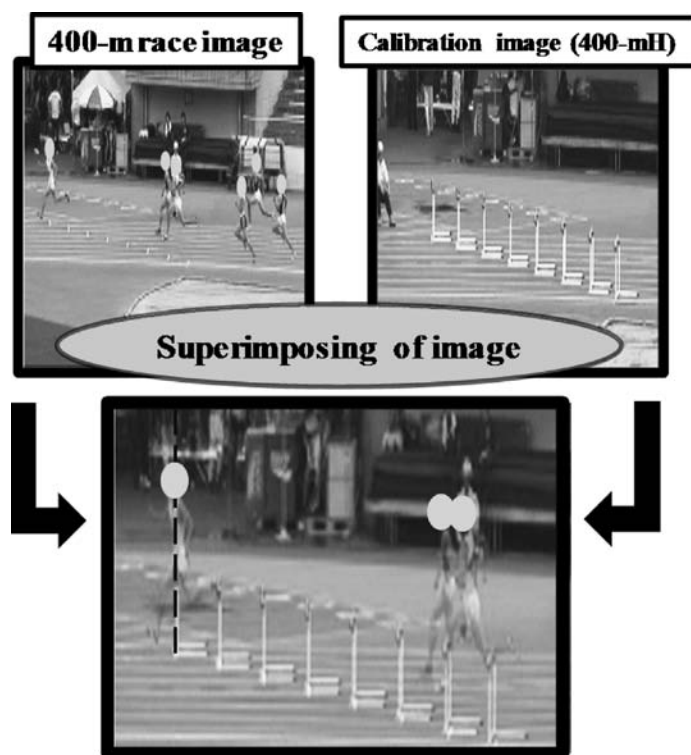 400-m race image
Calibration image (400-mH)
Superimposing of image